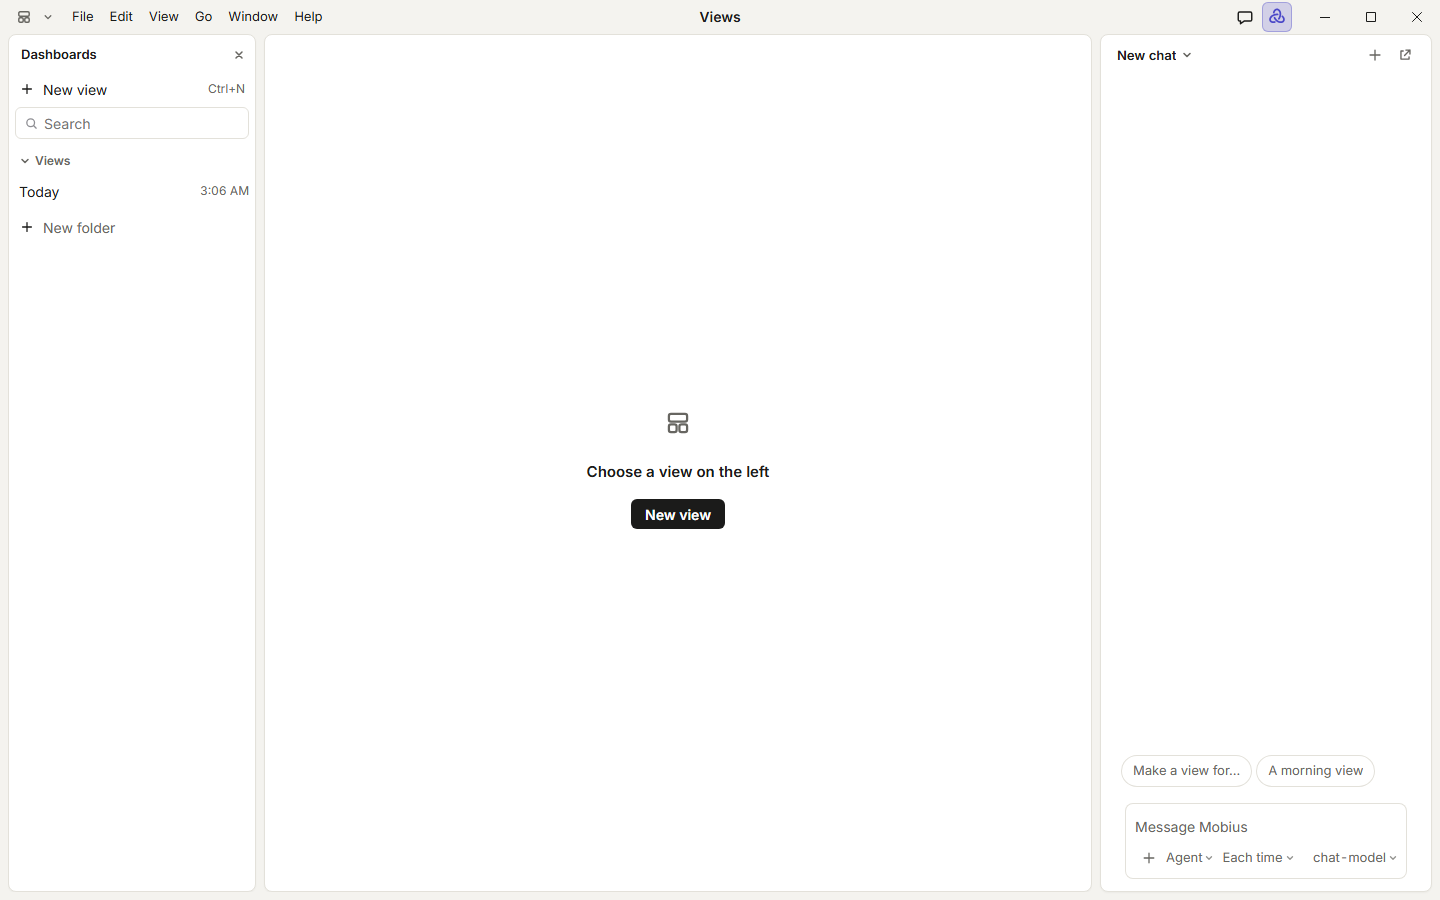 File Edit View Go Window Help
Views
Dashboards
New view Ctrl+N
Search
Views
Today 3:06 AM
New folder
Choose a view on the left
New view
New chat
Make a view for...
A morning view
Message Mobius
Agent Each time chat-model